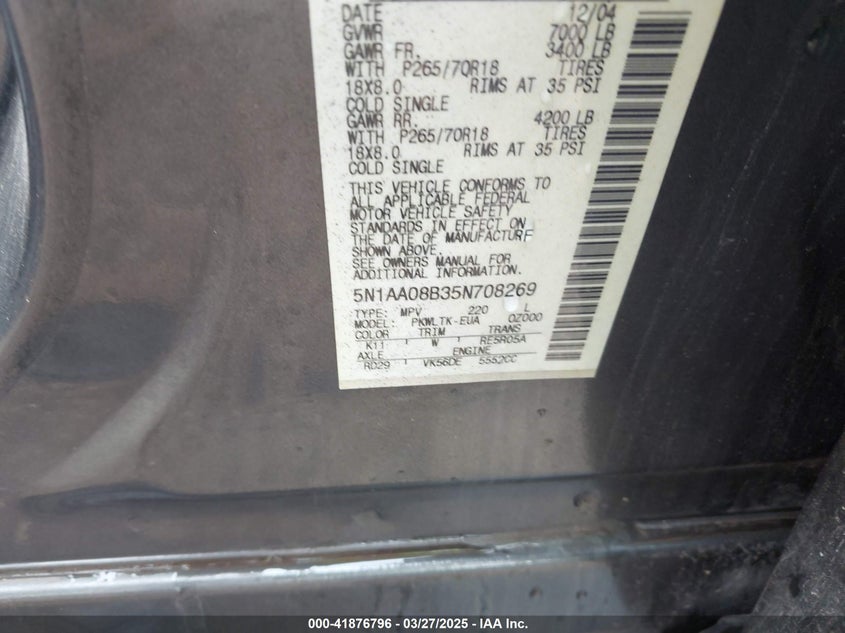 DATE 12/04
GVWR 7000 LB
GAWR FR. 3400 LB
WITH P265/70R18 TIRES
18X8.0 RIMS AT 35 PSI
COLD SINGLE
GAWR RR. 4200 LB
WITH P265/70R18 TIRES
18X8.0 RIMS AT 35 PSI
COLD SINGLE
THIS VEHICLE CONFORMS TO
ALL APPLICABLE FEDERAL
MOTOR VEHICLE SAFETY
STANDARDS IN EFFECT ON
THE DATE OF MANUFACTURE
SHOWN ABOVE.
SEE OWNERS MANUAL FOR
ADDITIONAL INFORMATION.
5N1AA08B35N708269
TYPE: MPV 220 L
MODEL: PKWLTK-EUA 0Z000
COLOR TRIM TRANS
K11 W RE5R05A
AXLE ENGINE
RD29 VK56DE 5552CC
000-41876796 - 03/27/2025 - IAA Inc.